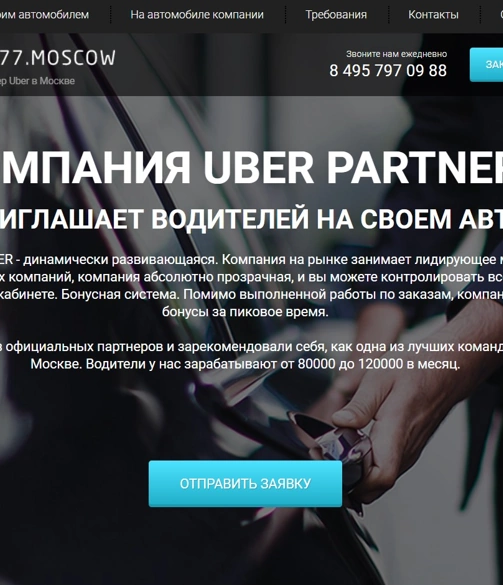 им автомобилем На автомобиле компании Требования Контакты
77.MOSCOW
Звоните нам ежедневно
8 495 797 09 88
ЗАК
ер Uber в Москве
МПАНИЯ UBER PARTNER
ИГЛАШАЕТ ВОДИТЕЛЕЙ НА СВОЕМ АВТ
ER - динамически развивающаяся. Компания на рынке занимает лидирующее м
х компаний, компания абсолютно прозрачная, и вы можете контролировать вс
кабинете. Бонусная система. Помимо выполненной работы по заказам, компан
бонусы за пиковое время.
з официальных партнеров и зарекомендовали себя, как одна из лучших команд
Москве. Водители у нас зарабатывают от 80000 до 120000 в месяц.
ОТПРАВИТЬ ЗАЯВКУ